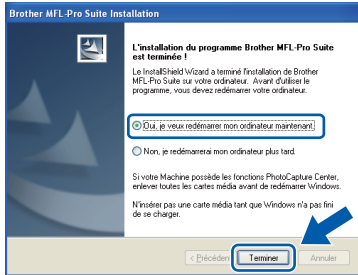 Brother MFL-Pro Suite Installation
L'installation du programme Brother MFL-Pro Suite
est terminée !
Le InstallShield Wizard a terminé l'installation de Brother
MFL-Pro Suite sur votre ordinateur. Avant d'utiliser le
programme, vous devez redémarrer votre ordinateur.
Oui, je veux redémarrer mon ordinateur maintenant.
Non, je redémarrerai mon ordinateur plus tard.
Si votre Machine possède les fonctions PhotoCapture Center,
enlever toutes les cartes média avant de redémarrer Windows.
N'insérer pas une carte média tant que Windows n'a pas fini
de se charger.
< Précédent Terminer Annuler